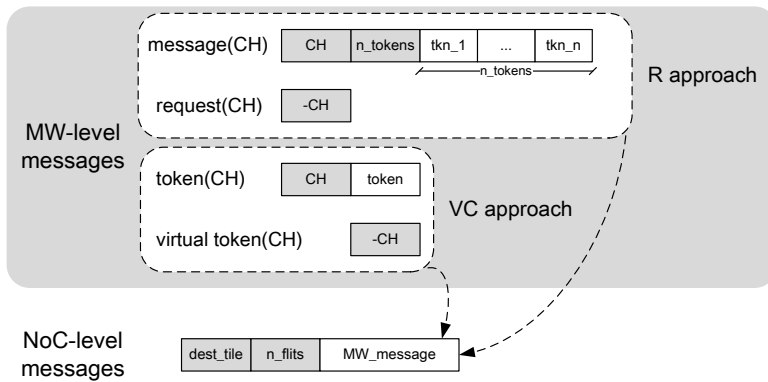 message(CH) CH n_tokens tkn_1 ... tkn_n
n_tokens
R approach
request(CH) -CH
MW-level
messages
token(CH) CH token
VC approach
virtual token(CH) -CH
NoC-level
messages
dest_tile n_flits MW_message